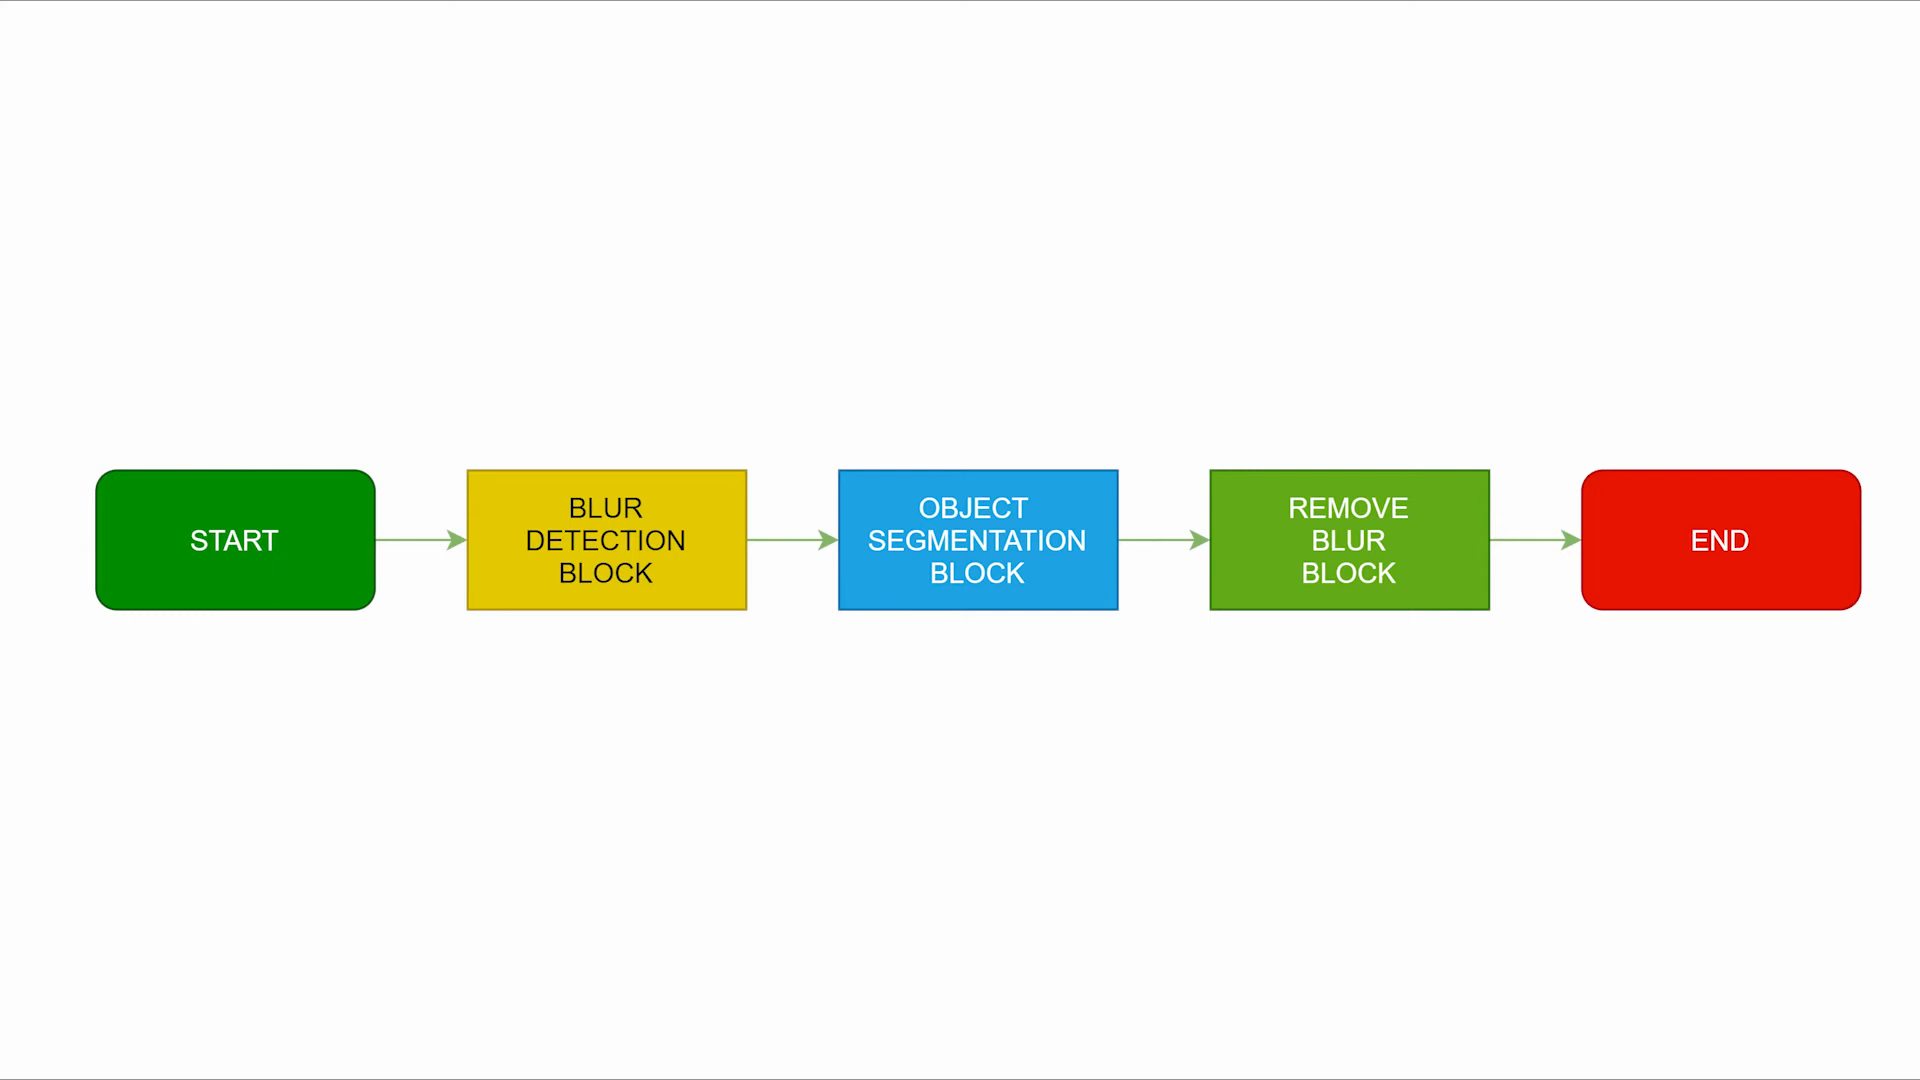 START
BLUR
DETECTION
BLOCK
OBJECT
SEGMENTATION
BLOCK
REMOVE
BLUR
BLOCK
END